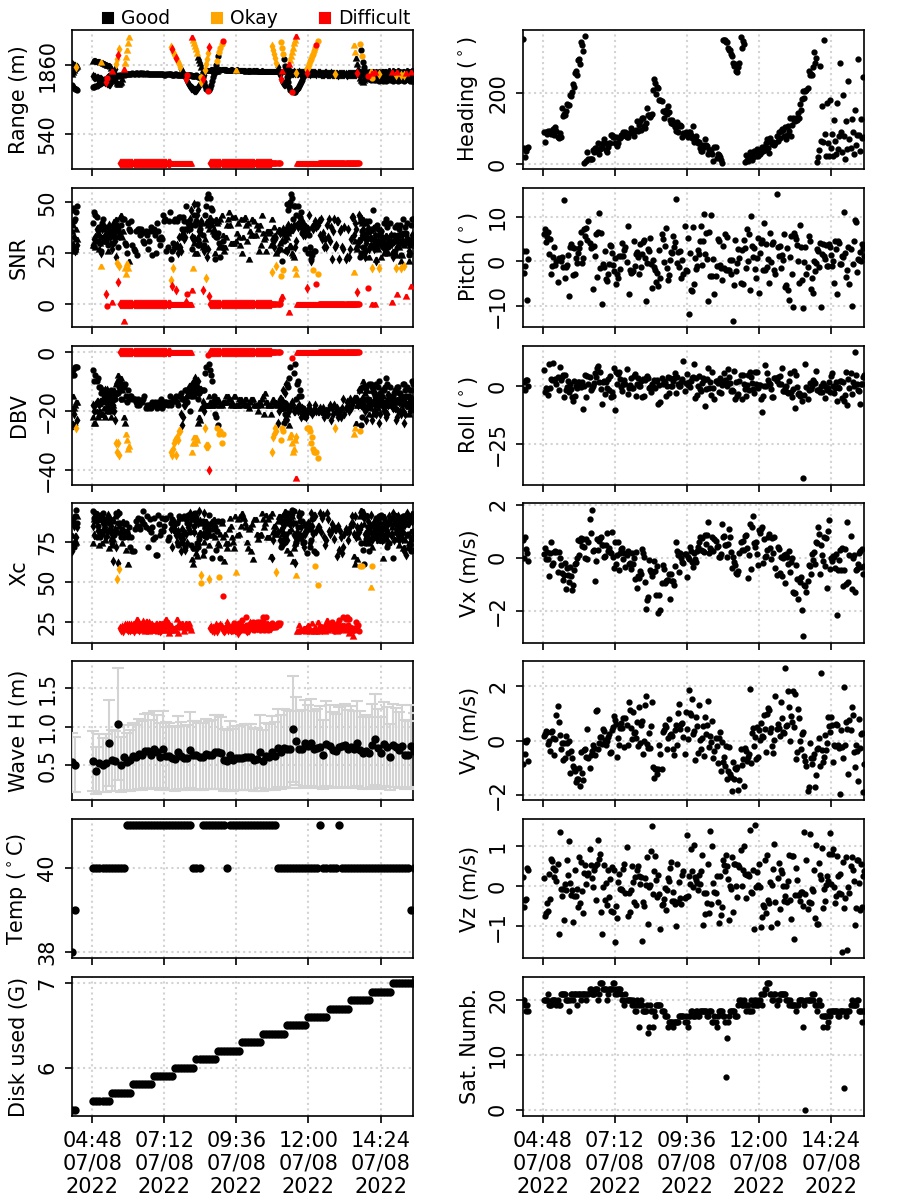 Good Okay Difficult
Range (m)
1860
540
Heading (°)
200
0
SNR
50
25
0
Pitch (°)
10
0
−10
DBV
0
−20
−40
Roll (°)
0
−25
Xc
75
50
25
Vx (m/s)
2
0
−2
Wave H (m)
1.5
1.0
0.5
Vy (m/s)
2
0
−2
Temp (°C)
40
38
Vz (m/s)
1
0
−1
Disk used (G)
7
6
Sat. Numb.
20
10
0
04:48 07:12 09:36 12:00 14:24
07/08 07/08 07/08 07/08 07/08
2022 2022 2022 2022 2022
04:48 07:12 09:36 12:00 14:24
07/08 07/08 07/08 07/08 07/08
2022 2022 2022 2022 2022